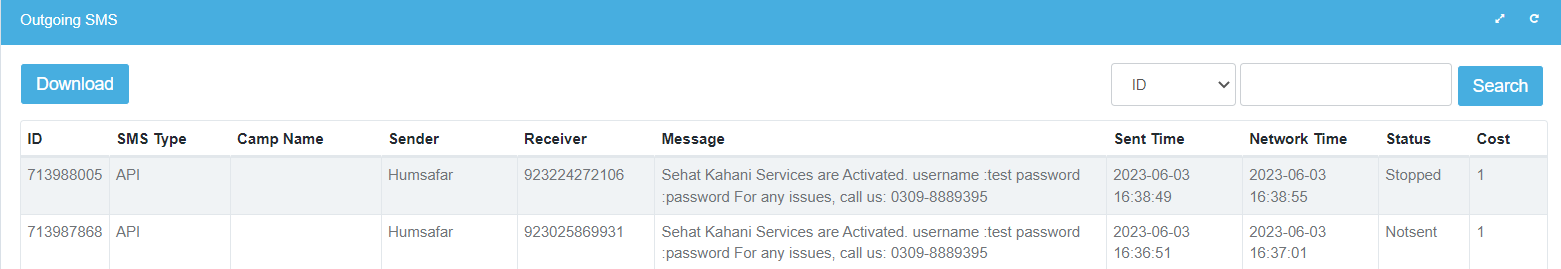 Outgoing SMS
Download
ID
Search
ID SMS Type Camp Name Sender Receiver Message Sent Time Network Time Status Cost
713988005 API Humsafar 923224272106 Sehat Kahani Services are Activated. username :test password 2023-06-03 2023-06-03 Stopped 1
:password For any issues, call us: 0309-8889395 16:38:49 16:38:55
713987868 API Humsafar 923025869931 Sehat Kahani Services are Activated. username :test password 2023-06-03 2023-06-03 Notsent 1
:password For any issues, call us: 0309-8889395 16:36:51 16:37:01